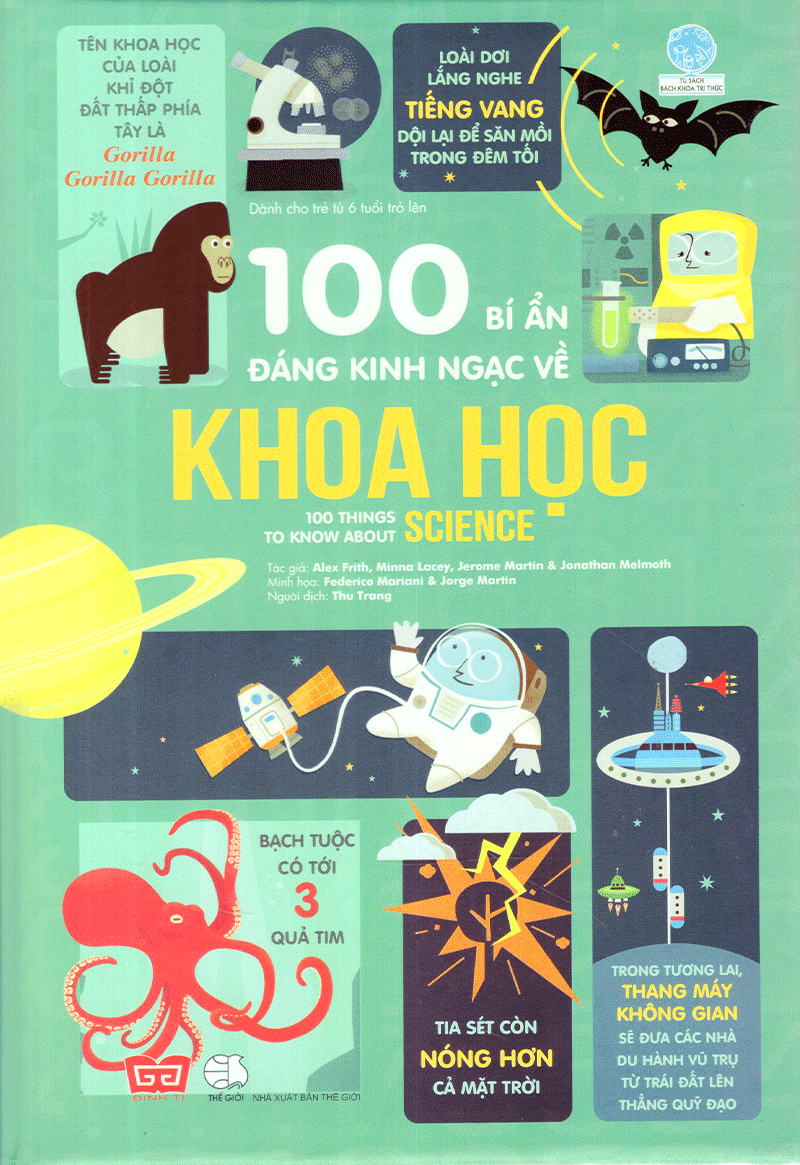 TÊN KHOA HỌC
CỦA LOÀI
KHỈ ĐỘT
ĐẤT THẤP PHÍA
TÂY LÀ
Gorilla
Gorilla Gorilla
LOÀI DƠI
LẮNG NGHE
TIẾNG VANG
DỘI LẠI ĐỂ SĂN MỒI
TRONG ĐÊM TỐI
TỦ SÁCH
BÁCH KHOA TRI THỨC
Dành cho trẻ từ 6 tuổi trở lên
100 BÍ ẨN
ĐÁNG KINH NGẠC VỀ
KHOA HỌC
100 THINGS
TO KNOW ABOUT SCIENCE
Tác giả: Alex Frith, Minna Lacey, Jerome Martin & Jonathan Melmoth
Minh họa: Federico Mariani & Jorge Martin
Người dịch: Thu Trang
BẠCH TUỘC
CÓ TỚI
3
QUẢ TIM
TIA SÉT CÒN
NÓNG HƠN
CẢ MẶT TRỜI
TRONG TƯƠNG LAI,
THANG MÁY
KHÔNG GIAN
SẼ ĐƯA CÁC NHÀ
DU HÀNH VŨ TRỤ
TỪ TRÁI ĐẤT LÊN
THẲNG QUỸ ĐẠO
ĐINH TỊ
THẾ GIỚI
NHÀ XUẤT BẢN THẾ GIỚI